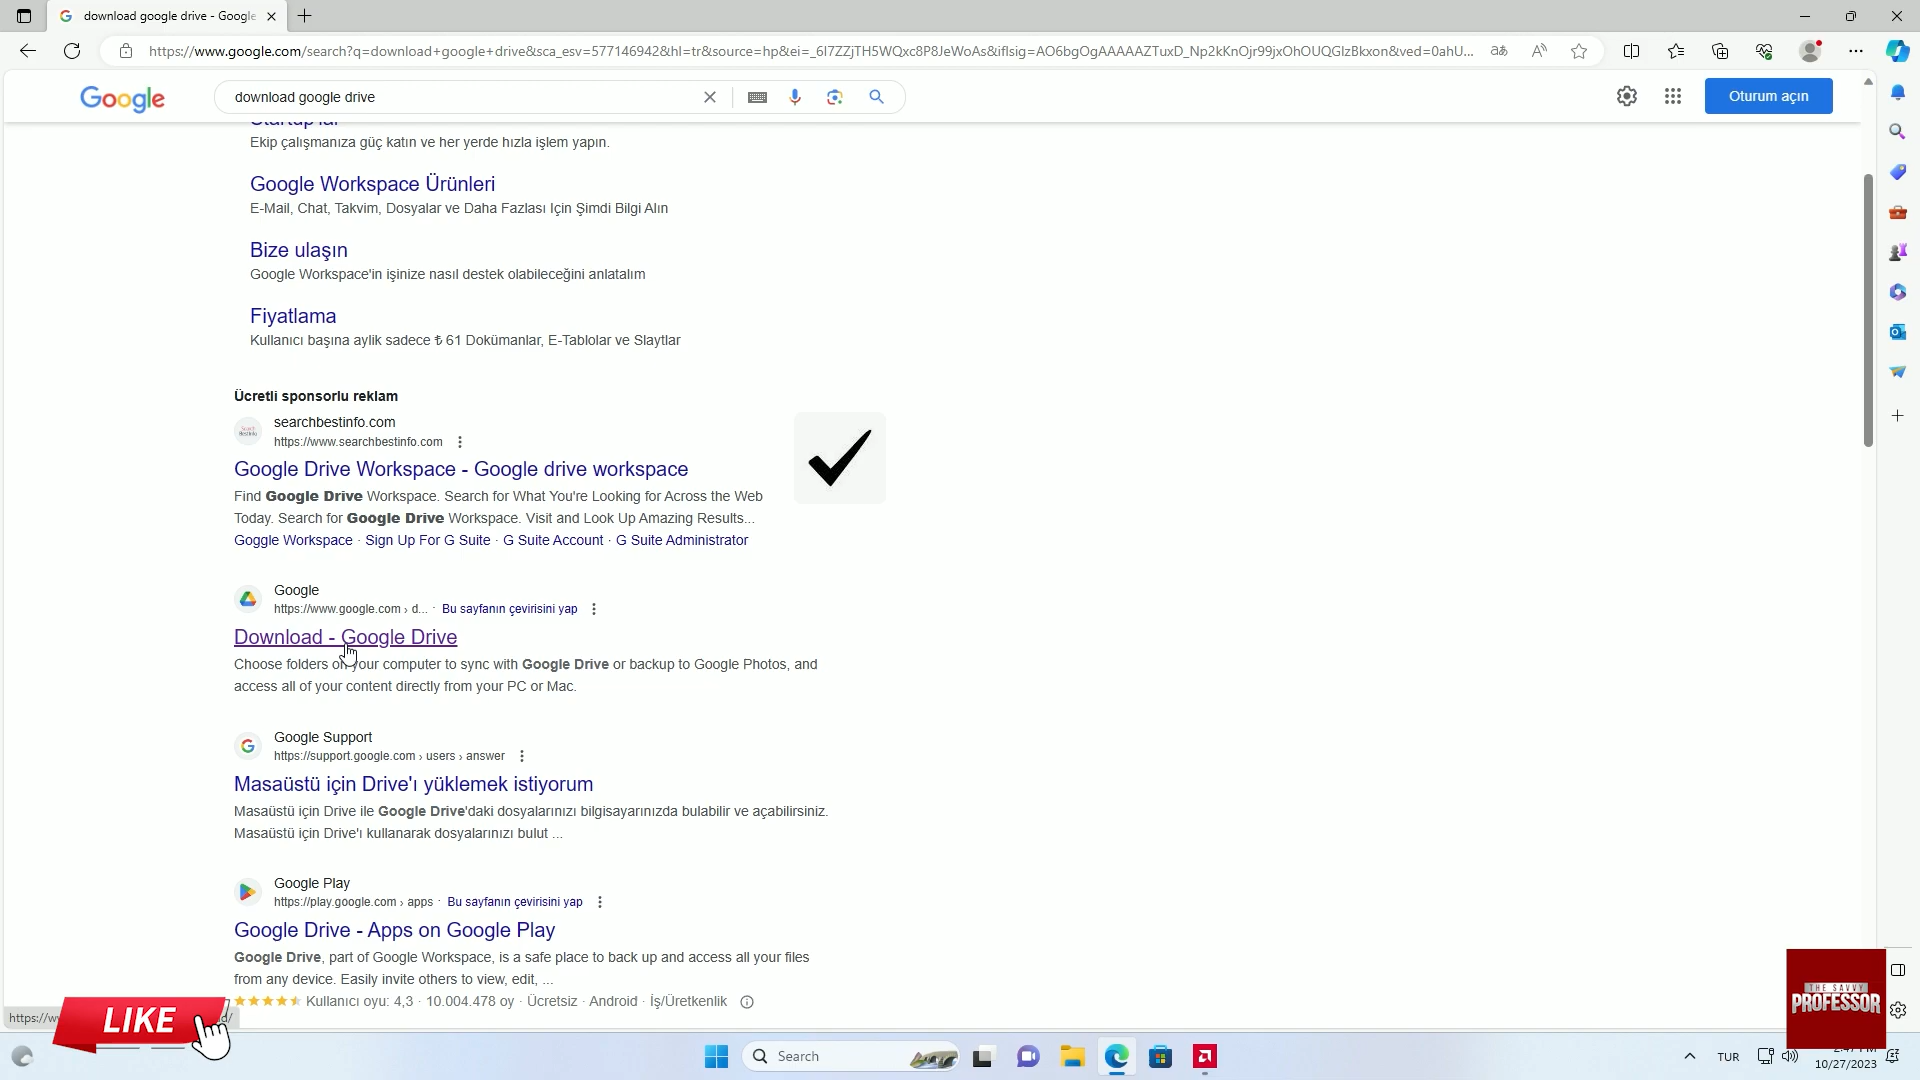 download google drive - Google
https://www.google.com/search?q=download+google+drive&sca_esv=577146942&hl=tr&source=hp&ei=_6I7ZZjTH5WQxc8P8JeWoAs&iflsig=AO6bgOgAAAAAZTuxD_Np2kKnOjr99jxOhOUQGlzBkxon&ved=0ahU...
Google
download google drive
Oturum açın
Startup'lar
Ekip çalışmanıza güç katın ve her yerde hızla işlem yapın.
Google Workspace Ürünleri
E-Mail, Chat, Takvim, Dosyalar ve Daha Fazlası Için Şimdi Bilgi Alın
Bize ulaşın
Google Workspace'in işinize nasıl destek olabileceğini anlatalım
Fiyatlama
Kullanıcı başına aylik sadece ₺ 61 Dokümanlar, E-Tablolar ve Slaytlar
Ücretli sponsorlu reklam
searchbestinfo.com
https://www.searchbestinfo.com
Google Drive Workspace - Google drive workspace
Find Google Drive Workspace. Search for What You're Looking for Across the Web
Today. Search for Google Drive Workspace. Visit and Look Up Amazing Results...
Goggle Workspace · Sign Up For G Suite · G Suite Account · G Suite Administrator
Google
https://www.google.com › d... · Bu sayfanın çevirisini yap
Download - Google Drive
Choose folders on your computer to sync with Google Drive or backup to Google Photos, and
access all of your content directly from your PC or Mac.
Google Support
https://support.google.com › users › answer
Masaüstü için Drive'ı yüklemek istiyorum
Masaüstü için Drive ile Google Drive'daki dosyalarınızı bilgisayarınızda bulabilir ve açabilirsiniz.
Masaüstü için Drive'ı kullanarak dosyalarınızı bulut ...
Google Play
https://play.google.com › apps · Bu sayfanın çevirisini yap
Google Drive - Apps on Google Play
Google Drive, part of Google Workspace, is a safe place to back up and access all your files
from any device. Easily invite others to view, edit, ...
Kullanıcı oyu: 4,3 · 10.004.478 oy · Ücretsiz · Android · İş/Üretkenlik
LIKE
THE SAVVY
PROFESSOR
Search
TUR
10/27/2023